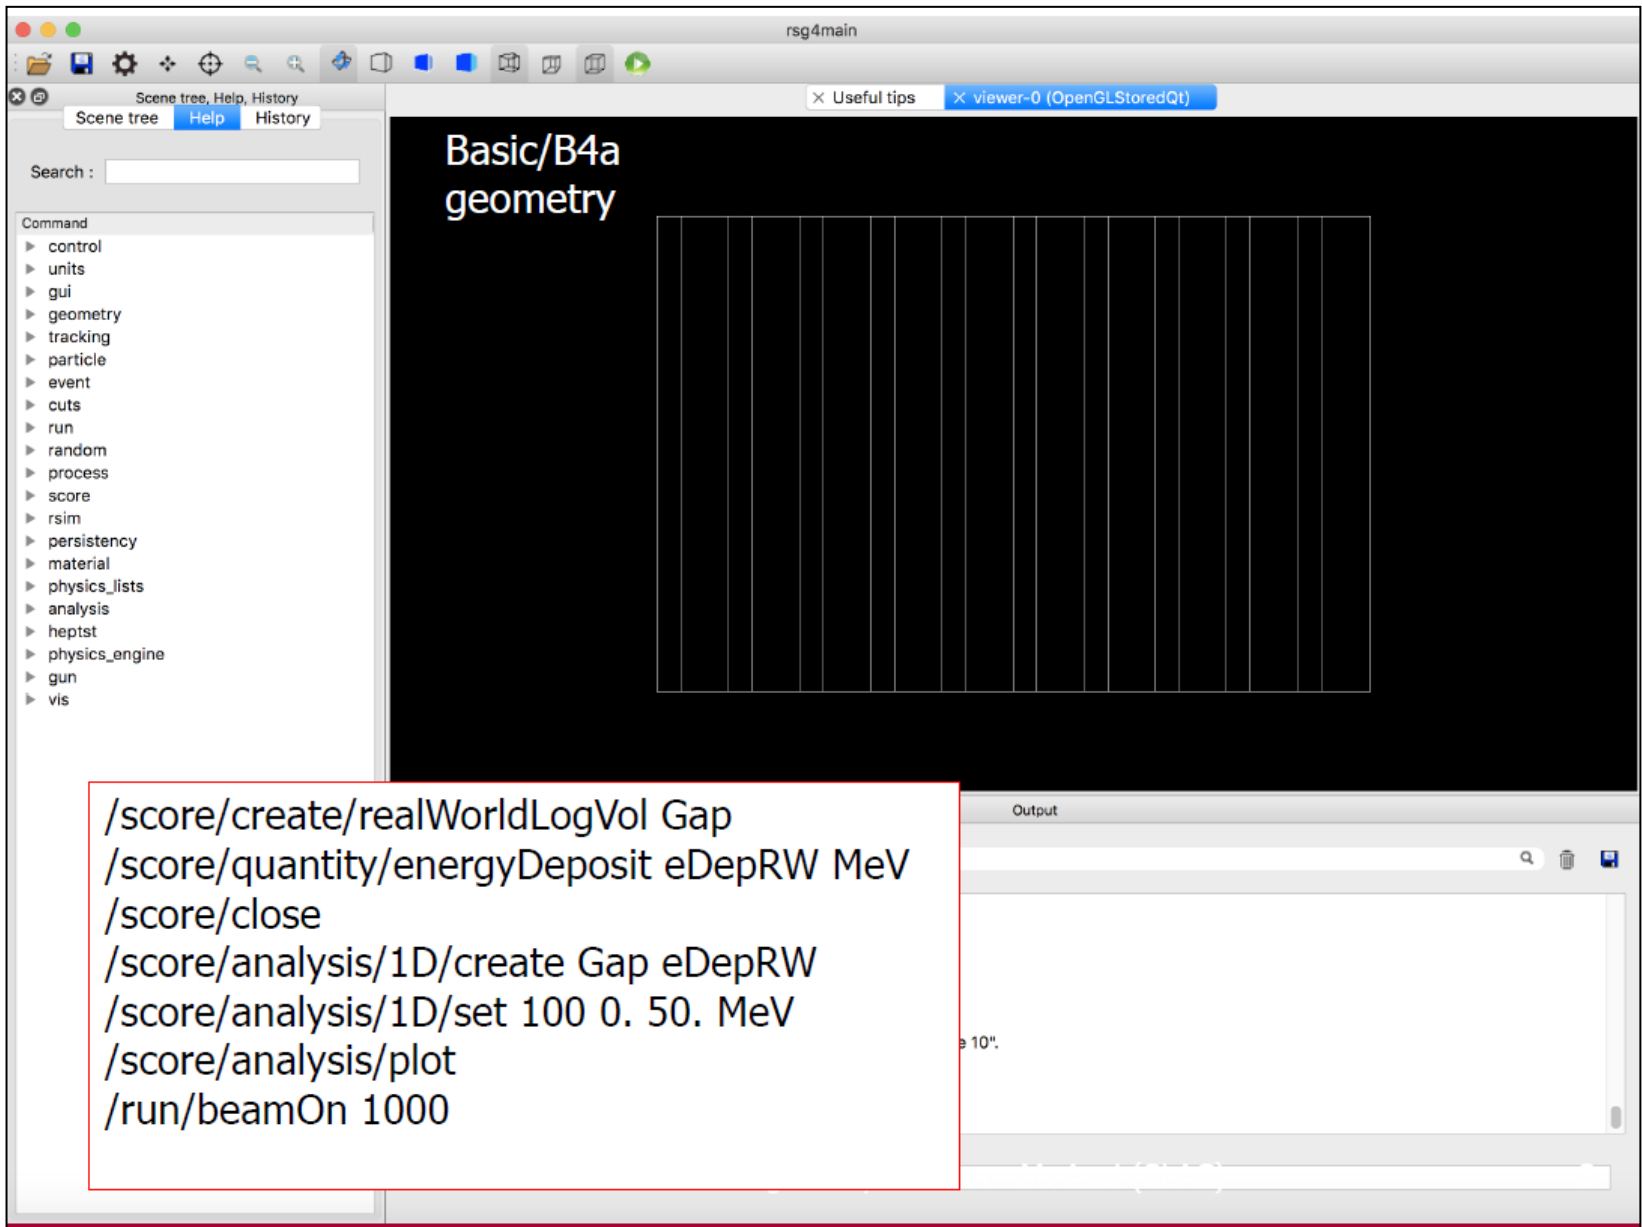 rsg4main
Scene tree, Help, History
Useful tips
viewer-0 (OpenGLStoredQt)
Scene tree
Help
History
Search :
Command
control
units
gui
geometry
tracking
particle
event
cuts
run
random
process
score
rsim
persistency
material
physics_lists
analysis
heptst
physics_engine
gun
vis
Basic/B4a
geometry
Output
/score/create/realWorldLogVol Gap
/score/quantity/energyDeposit eDepRW MeV
/score/close
/score/analysis/1D/create Gap eDepRW
/score/analysis/1D/set 100 0. 50. MeV
/score/analysis/plot
/run/beamOn 1000
10".